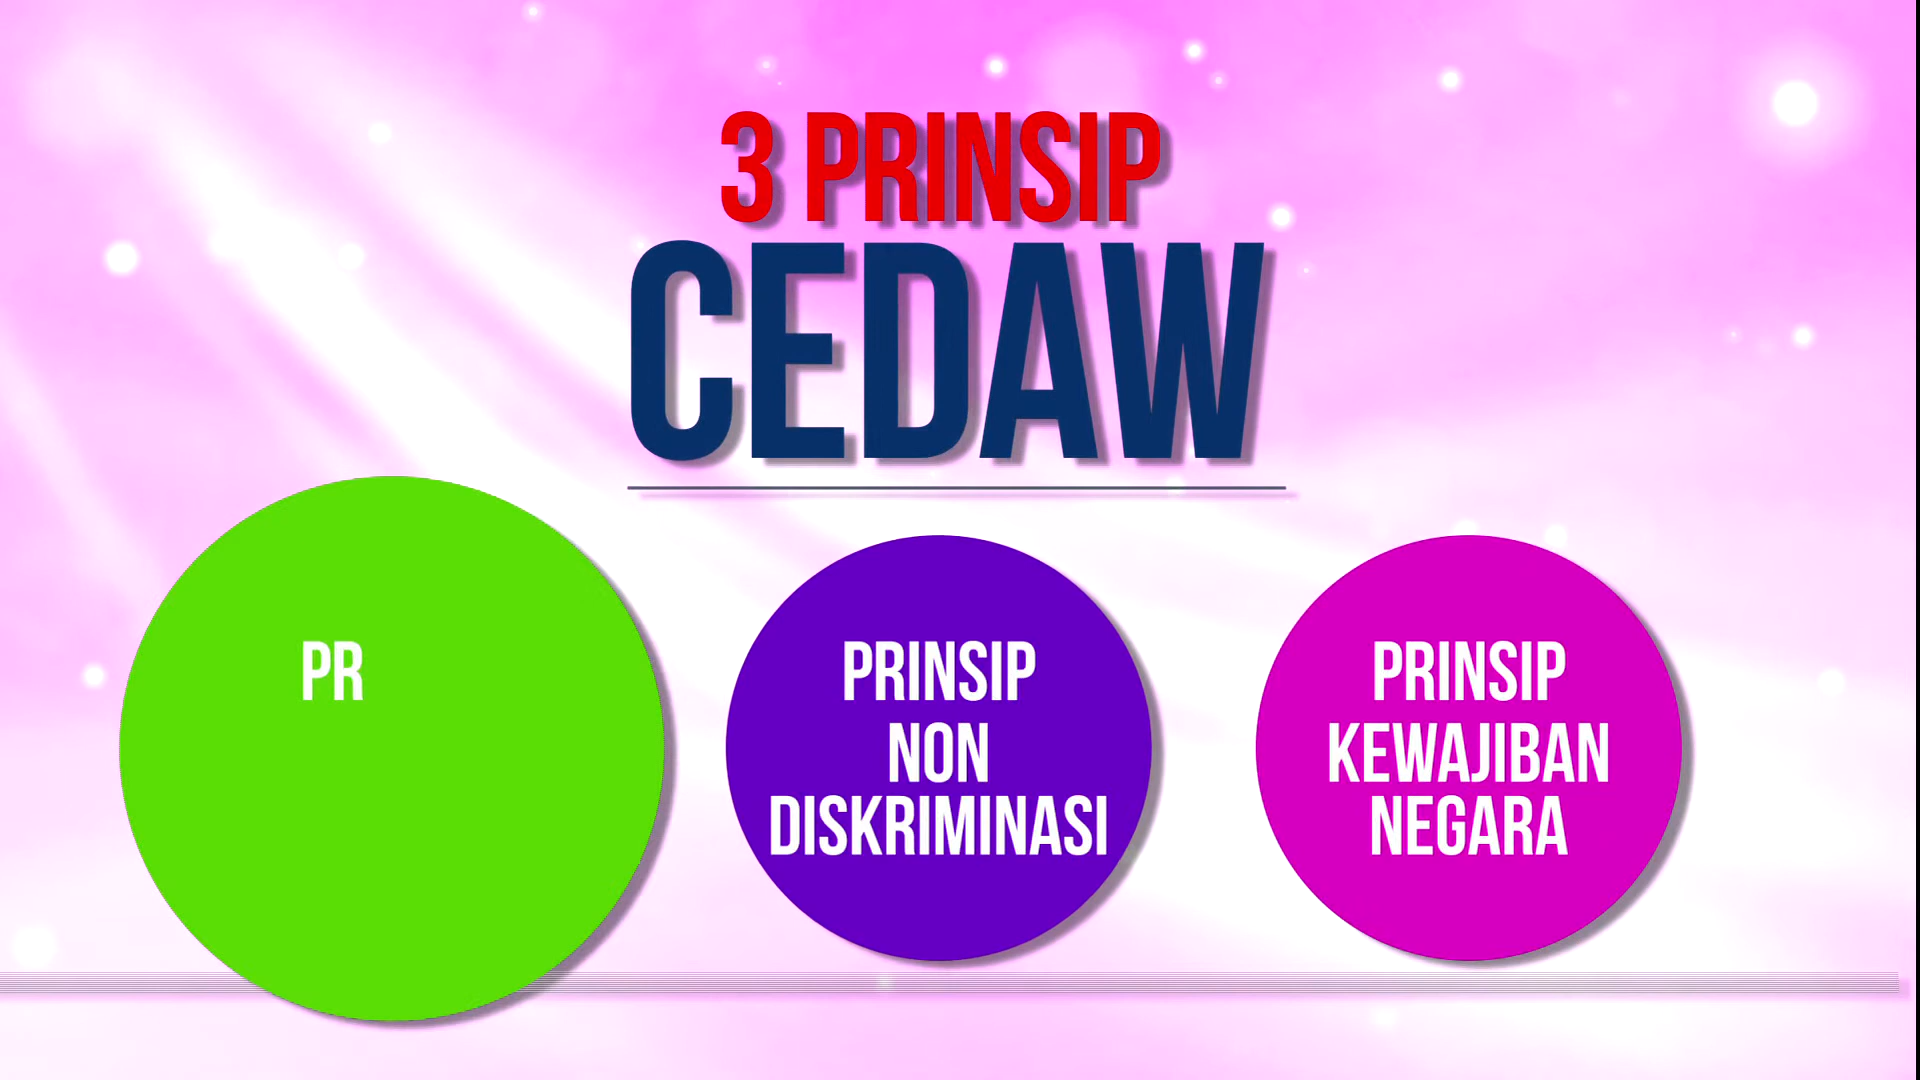 3 PRINSIP
CEDAW
PR
PRINSIP
NON
DISKRIMINASI
PRINSIP
KEWAJIBAN
NEGARA